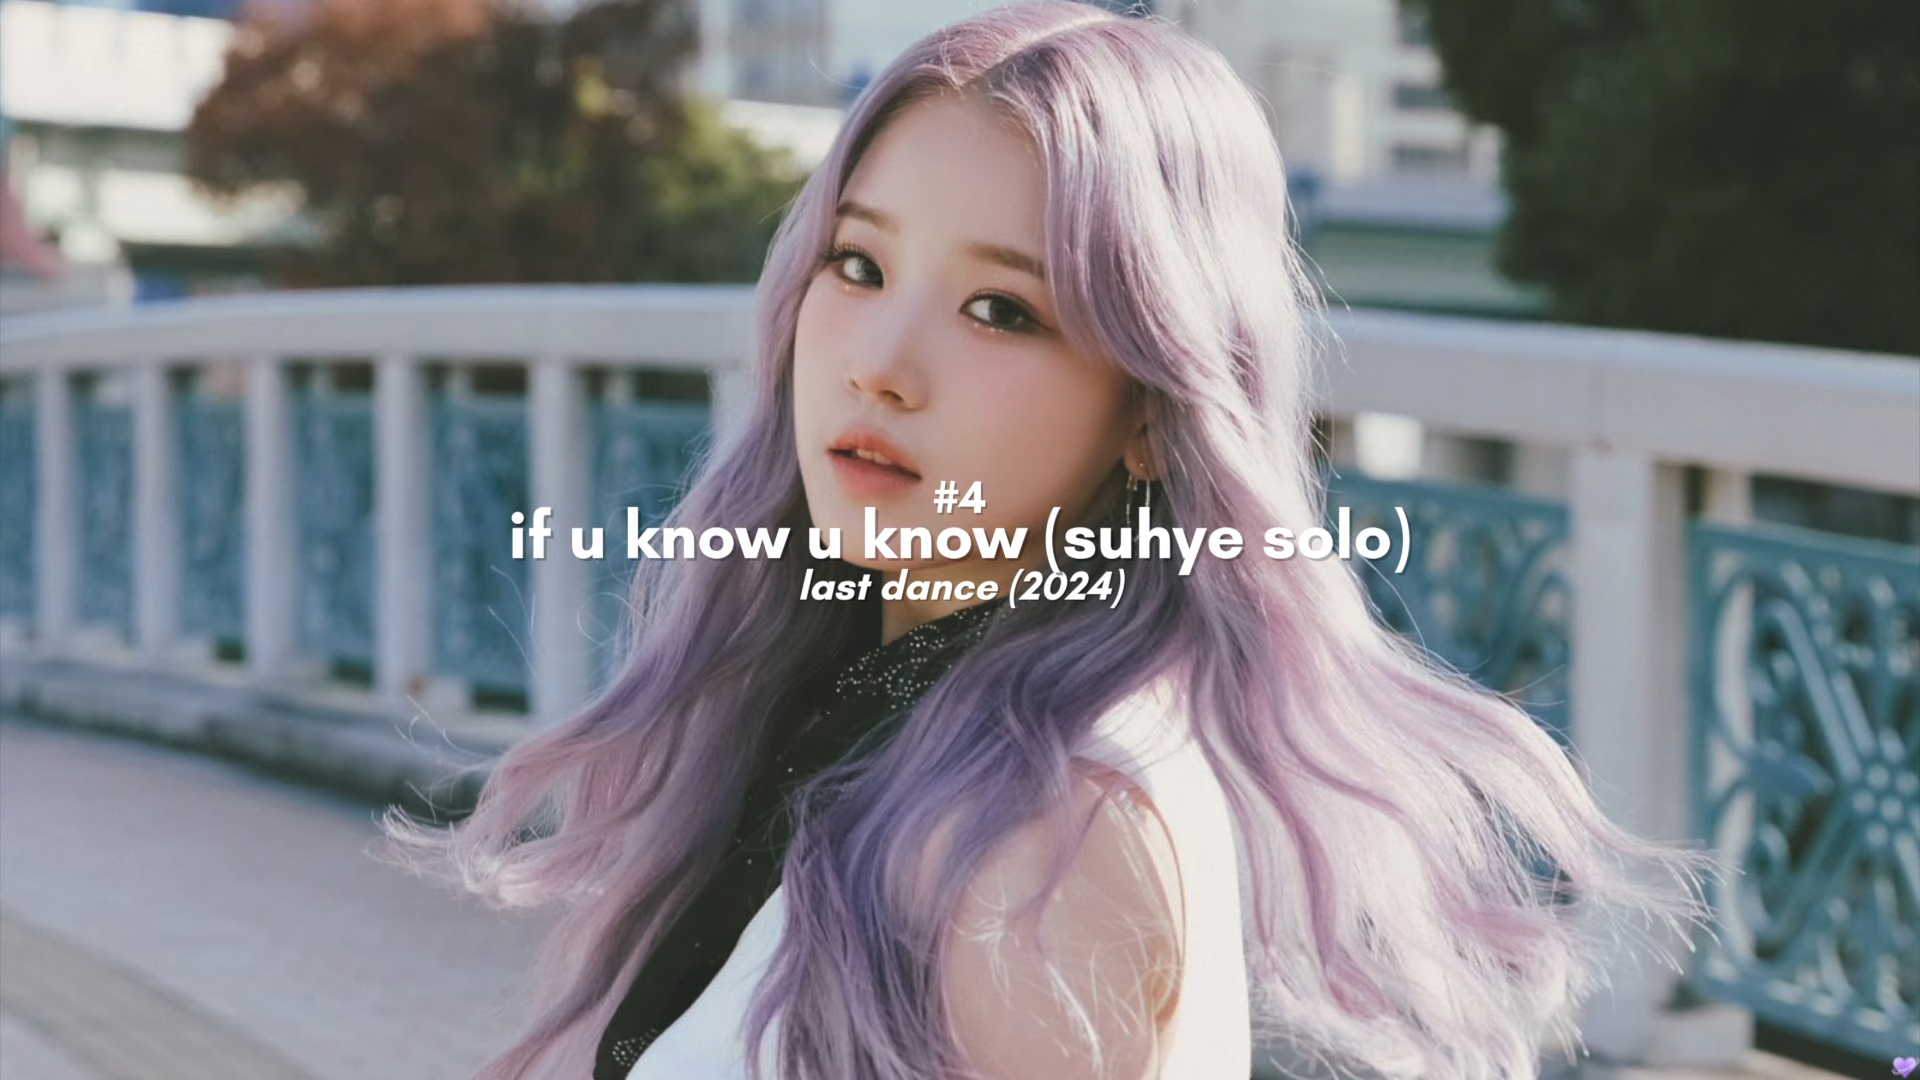 #4
if u know u know (suhye solo)
last dance (2024)